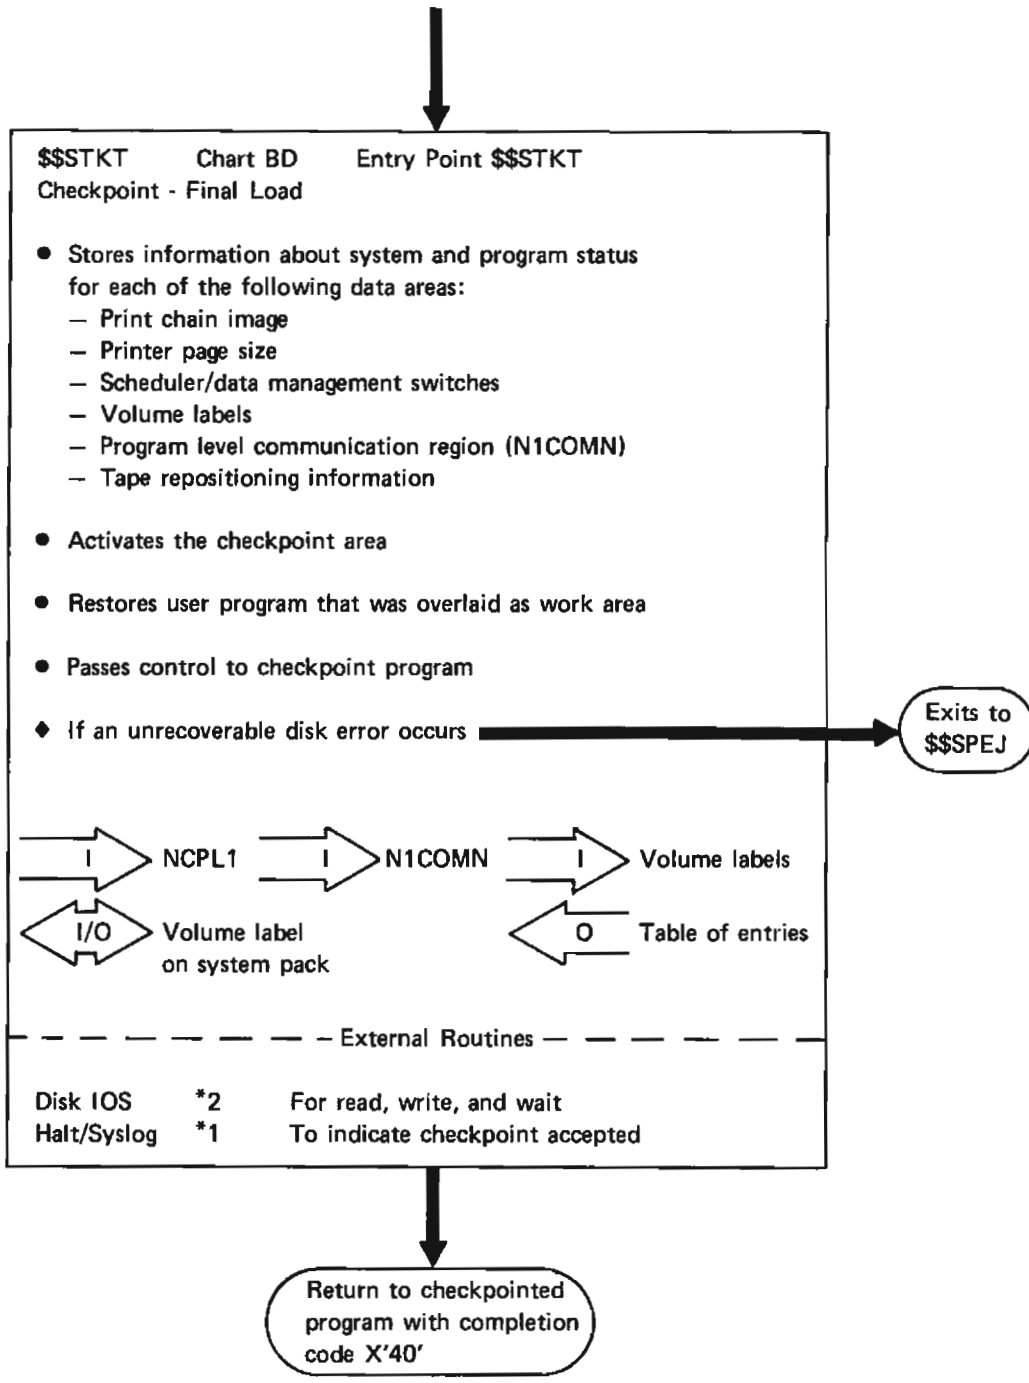 $$STKT Chart BD Entry Point $$STKT
Checkpoint - Final Load
● Stores information about system and program status
for each of the following data areas:
— Print chain image
— Printer page size
— Scheduler/data management switches
— Volume labels
— Program level communication region (N1COMN)
— Tape repositioning information
● Activates the checkpoint area
● Restores user program that was overlaid as work area
● Passes control to checkpoint program
◆ If an unrecoverable disk error occurs
Exits to
$$SPEJ
I NCPL1 I N1COMN I Volume labels
I/O Volume label
on system pack
O Table of entries
External Routines
Disk IOS *2 For read, write, and wait
Halt/Syslog *1 To indicate checkpoint accepted
Return to checkpointed
program with completion
code X'40'